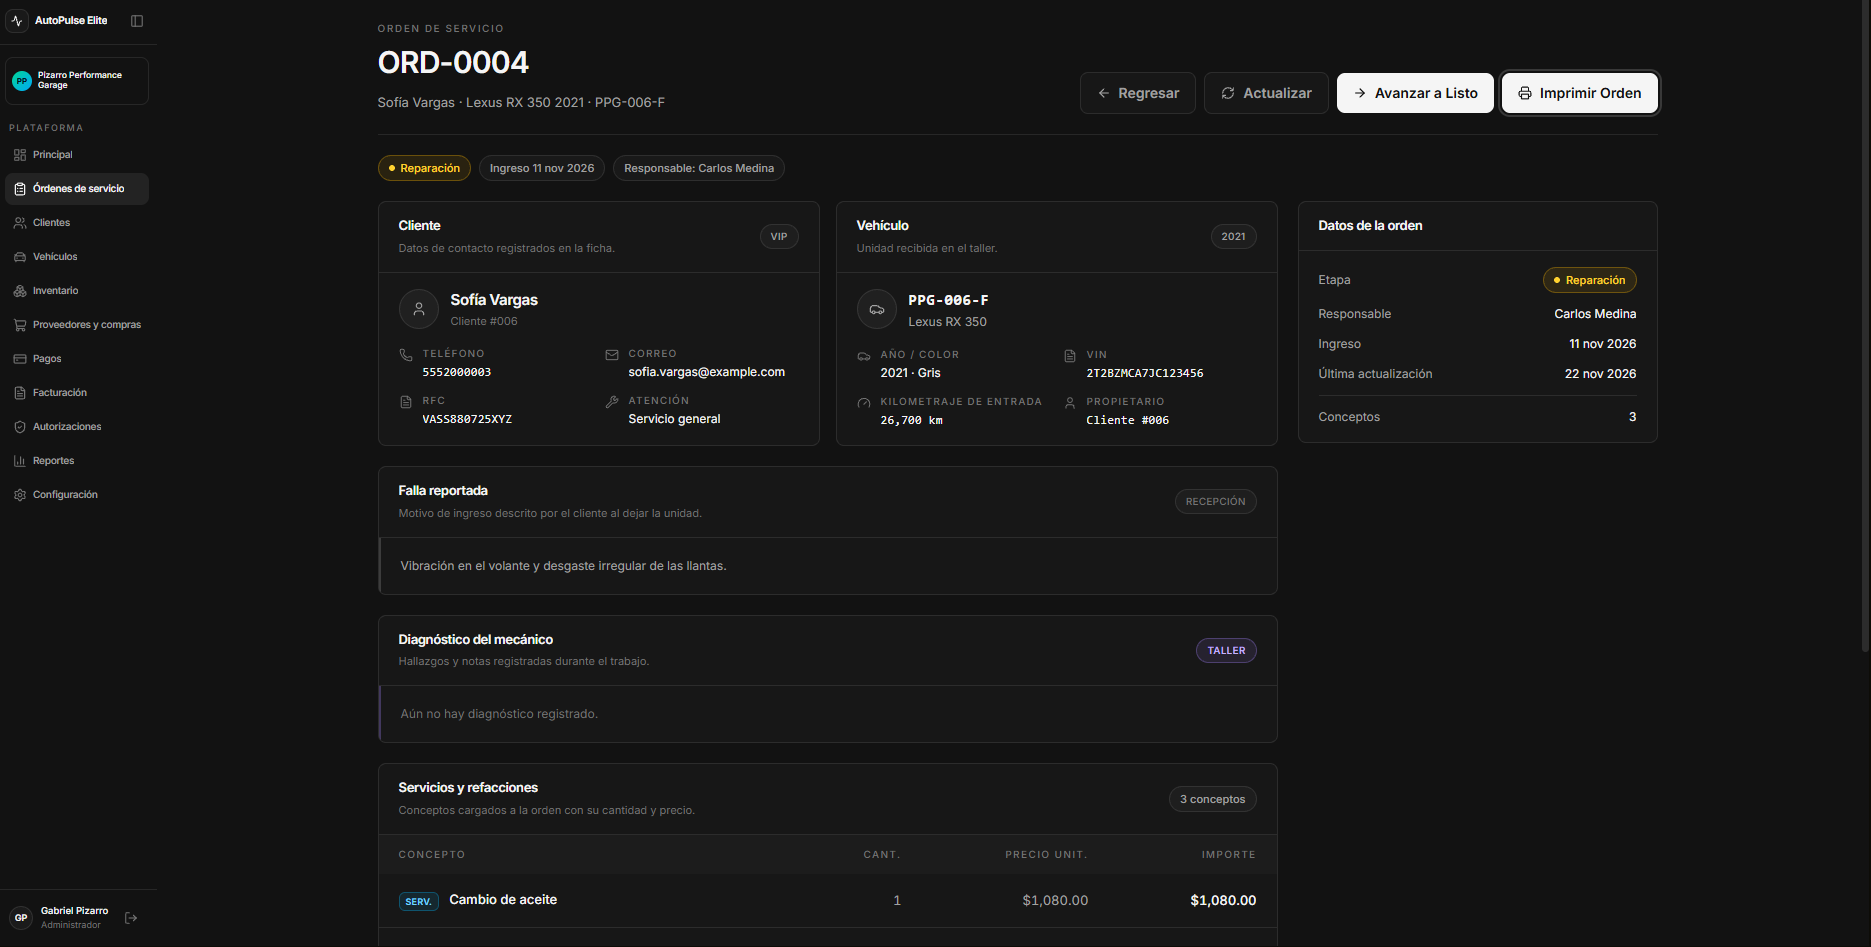 AutoPulse Elite
PP
Pizarro Performance
Garage
PLATAFORMA
Principal
Órdenes de servicio
Clientes
Vehículos
Inventario
Proveedores y compras
Pagos
Facturación
Autorizaciones
Reportes
Configuración
GP
Gabriel Pizarro
Administrador
ORDEN DE SERVICIO
ORD-0004
Sofía Vargas · Lexus RX 350 2021 · PPG-006-F
Regresar
Actualizar
Avanzar a Listo
Imprimir Orden
Reparación
Ingreso 11 nov 2026
Responsable: Carlos Medina
Cliente
Datos de contacto registrados en la ficha.
VIP
Sofía Vargas
Cliente #006
TELÉFONO
5552000003
CORREO
sofia.vargas@example.com
RFC
VASS880725XYZ
ATENCIÓN
Servicio general
Vehículo
Unidad recibida en el taller.
2021
PPG-006-F
Lexus RX 350
AÑO / COLOR
2021 · Gris
VIN
2T2BZMCA7JC123456
KILOMETRAJE DE ENTRADA
26,700 km
PROPIETARIO
Cliente #006
Datos de la orden
Etapa
Reparación
Responsable
Carlos Medina
Ingreso
11 nov 2026
Última actualización
22 nov 2026
Conceptos
3
Falla reportada
Motivo de ingreso descrito por el cliente al dejar la unidad.
RECEPCIÓN
Vibración en el volante y desgaste irregular de las llantas.
Diagnóstico del mecánico
Hallazgos y notas registradas durante el trabajo.
TALLER
Aún no hay diagnóstico registrado.
Servicios y refacciones
Conceptos cargados a la orden con su cantidad y precio.
3 conceptos
CONCEPTO CANT. PRECIO UNIT. IMPORTE
SERV. Cambio de aceite 1 $1,080.00 $1,080.00